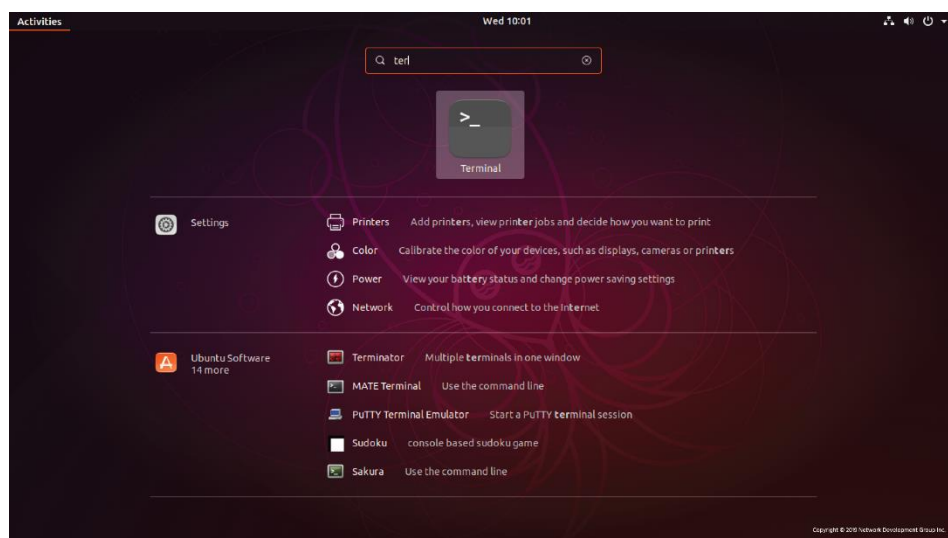 Activities Wed 10:01
ter
>_
Terminal
Settings
Printers Add printers, view printer jobs and decide how you want to print
Color Calibrate the color of your devices, such as displays, cameras or printers
Power View your battery status and change power saving settings
Network Control how you connect to the Internet
Ubuntu Software
14 more
Terminator Multiple terminals in one window
MATE Terminal Use the command line
PuTTY Terminal Emulator Start a PuTTY terminal session
Sudoku console based sudoku game
Sakura Use the command line
Copyright © 2019 Network Development Group Inc.